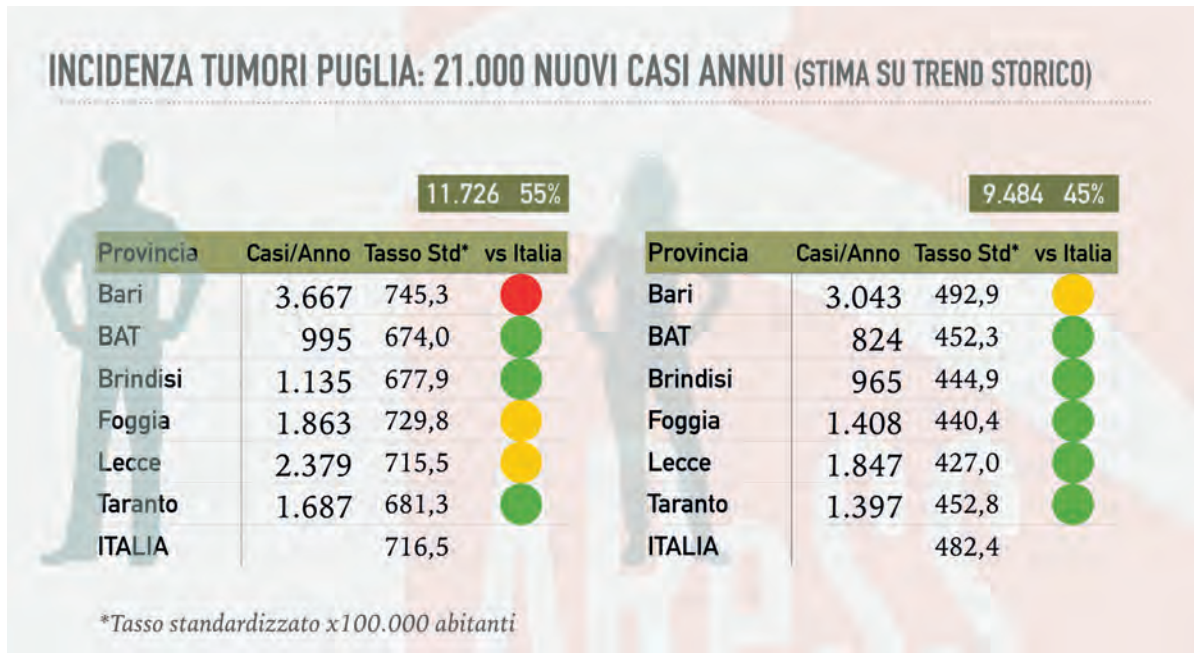 INCIDENZA TUMORI PUGLIA: 21.000 NUOVI CASI ANNUI (STIMA SU TREND STORICO)
11.726 55%
Provincia Casi/Anno Tasso Std* vs Italia
Bari 3.667 745,3
BAT 995 674,0
Brindisi 1.135 677,9
Foggia 1.863 729,8
Lecce 2.379 715,5
Taranto 1.687 681,3
ITALIA 716,5
9.484 45%
Provincia Casi/Anno Tasso Std* vs Italia
Bari 3.043 492,9
BAT 824 452,3
Brindisi 965 444,9
Foggia 1.408 440,4
Lecce 1.847 427,0
Taranto 1.397 452,8
ITALIA 482,4
*Tasso standardizzato x100.000 abitanti